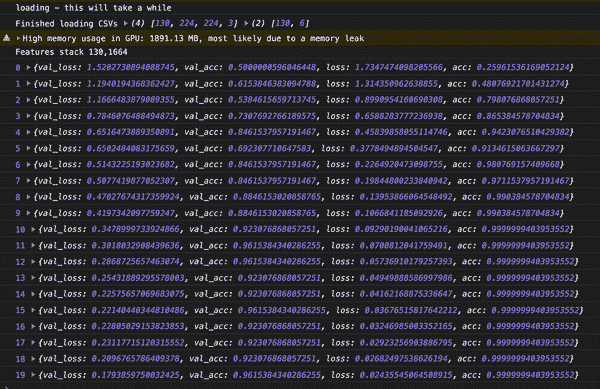 loading ~ this will take a while
Finished loading CSVs ▸(4) [130, 224, 224, 3] ▸(2) [130, 6]
▸High memory usage in GPU: 1891.13 MB, most likely due to a memory leak
Features stack 130,1664
0 ▸{val_loss: 1.5202730894088745, val_acc: 0.5000000596046448, loss: 1.7347474098205566, acc: 0.25961536169052124}
1 ▸{val_loss: 1.1940194368362427, val_acc: 0.6153846383094788, loss: 1.314350962638855, acc: 0.48076921701431274}
2 ▸{val_loss: 1.1666483879089355, val_acc: 0.5384615659713745, loss: 0.8990954160690308, acc: 0.798076868057251}
3 ▸{val_loss: 0.7846076488494873, val_acc: 0.7307692766189575, loss: 0.6588283777236938, acc: 0.865384578704834}
4 ▸{val_loss: 0.6516473889350891, val_acc: 0.8461537957191467, loss: 0.45839858055114746, acc: 0.9423076510429382}
5 ▸{val_loss: 0.6502484083175659, val_acc: 0.692307710647583, loss: 0.3778494894504547, acc: 0.9134615063667297}
6 ▸{val_loss: 0.5143225193023682, val_acc: 0.8461537957191467, loss: 0.2264920473098755, acc: 0.980769157409668}
7 ▸{val_loss: 0.5077419877052307, val_acc: 0.8461537957191467, loss: 0.19844800233840942, acc: 0.9711537957191467}
8 ▸{val_loss: 0.47027674317359924, val_acc: 0.8846153020858765, loss: 0.13953866064548492, acc: 0.990384578704834}
9 ▸{val_loss: 0.4197342097759247, val_acc: 0.8846153020858765, loss: 0.1066841185092926, acc: 0.990384578704834}
10 ▸{val_loss: 0.3478999733924866, val_acc: 0.923076868057251, loss: 0.09290190041065216, acc: 0.9999999403953552}
11 ▸{val_loss: 0.3018032908439636, val_acc: 0.9615384340286255, loss: 0.0700812041759491, acc: 0.9999999403953552}
12 ▸{val_loss: 0.2868725657463074, val_acc: 0.9615384340286255, loss: 0.05736910179257393, acc: 0.9999999403953552}
13 ▸{val_loss: 0.25431889295578003, val_acc: 0.923076868057251, loss: 0.04949888586997986, acc: 0.9999999403953552}
14 ▸{val_loss: 0.22575657069683075, val_acc: 0.923076868057251, loss: 0.04162168875336647, acc: 0.9999999403953552}
15 ▸{val_loss: 0.22140440344810486, val_acc: 0.9615384340286255, loss: 0.03676515817642212, acc: 0.9999999403953552}
16 ▸{val_loss: 0.22805029153823853, val_acc: 0.923076868057251, loss: 0.03246985003352165, acc: 0.9999999403953552}
17 ▸{val_loss: 0.23117715120315552, val_acc: 0.923076868057251, loss: 0.02923256903886795, acc: 0.9999999403953552}
18 ▸{val_loss: 0.2096765786409378, val_acc: 0.923076868057251, loss: 0.02682497538626194, acc: 0.9999999403953552}
19 ▸{val_loss: 0.1793859750032425, val_acc: 0.9615384340286255, loss: 0.02435545064508915, acc: 0.9999999403953552}